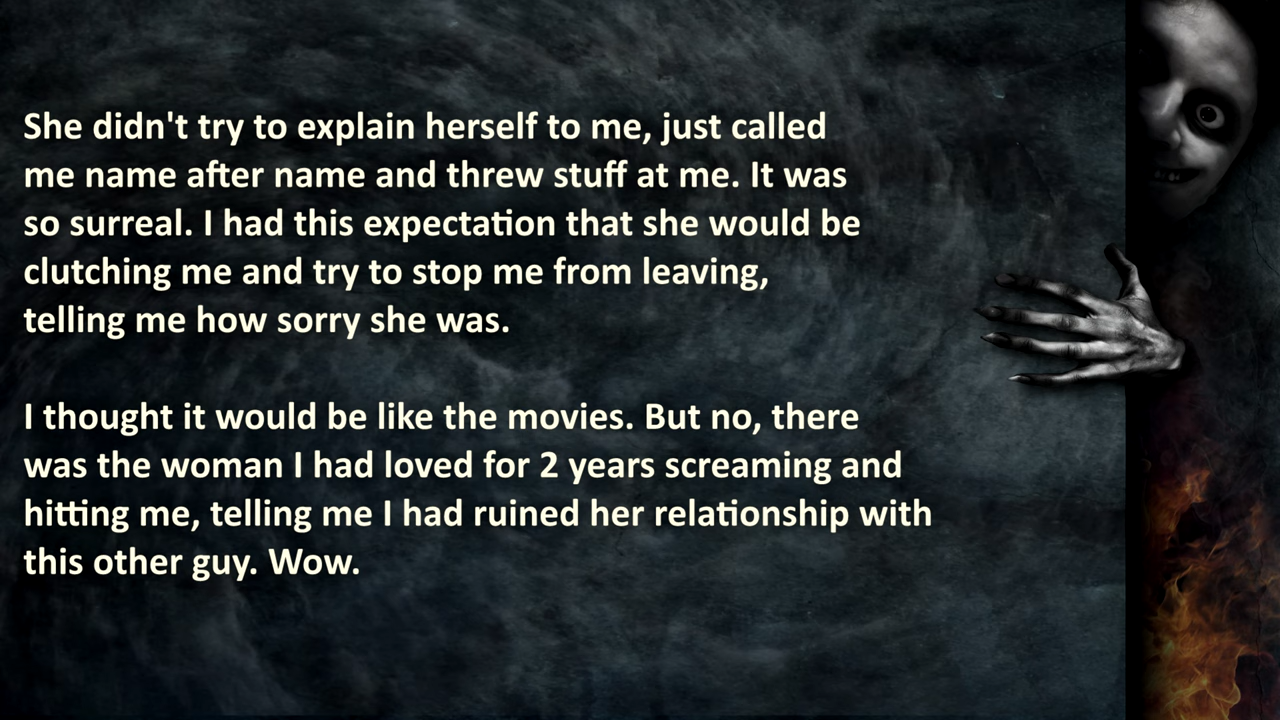 She didn't try to explain herself to me, just called
me name after name and threw stuff at me. It was
so surreal. I had this expectation that she would be
clutching me and try to stop me from leaving,
telling me how sorry she was.
I thought it would be like the movies. But no, there
was the woman I had loved for 2 years screaming and
hitting me, telling me I had ruined her relationship with
this other guy. Wow.